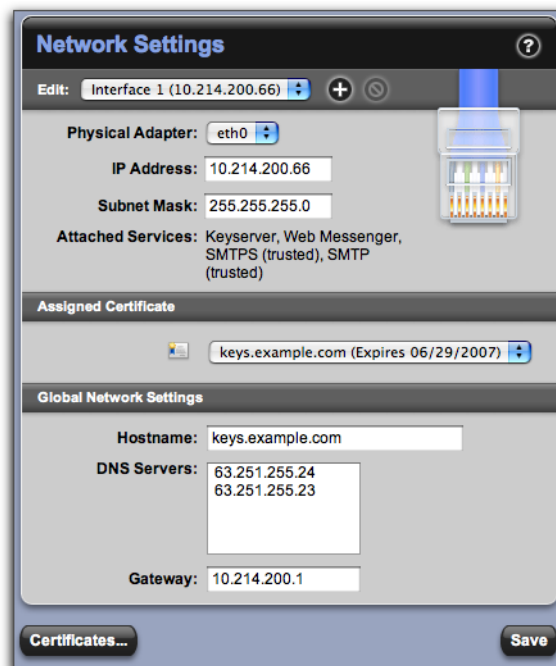 Network Settings
?
Edit: Interface 1 (10.214.200.66)
Physical Adapter: eth0
IP Address: 10.214.200.66
Subnet Mask: 255.255.255.0
Attached Services: Keyserver, Web Messenger,
SMTPS (trusted), SMTP
(trusted)
Assigned Certificate
keys.example.com (Expires 06/29/2007)
Global Network Settings
Hostname: keys.example.com
DNS Servers: 63.251.255.24
63.251.255.23
Gateway: 10.214.200.1
Certificates... Save